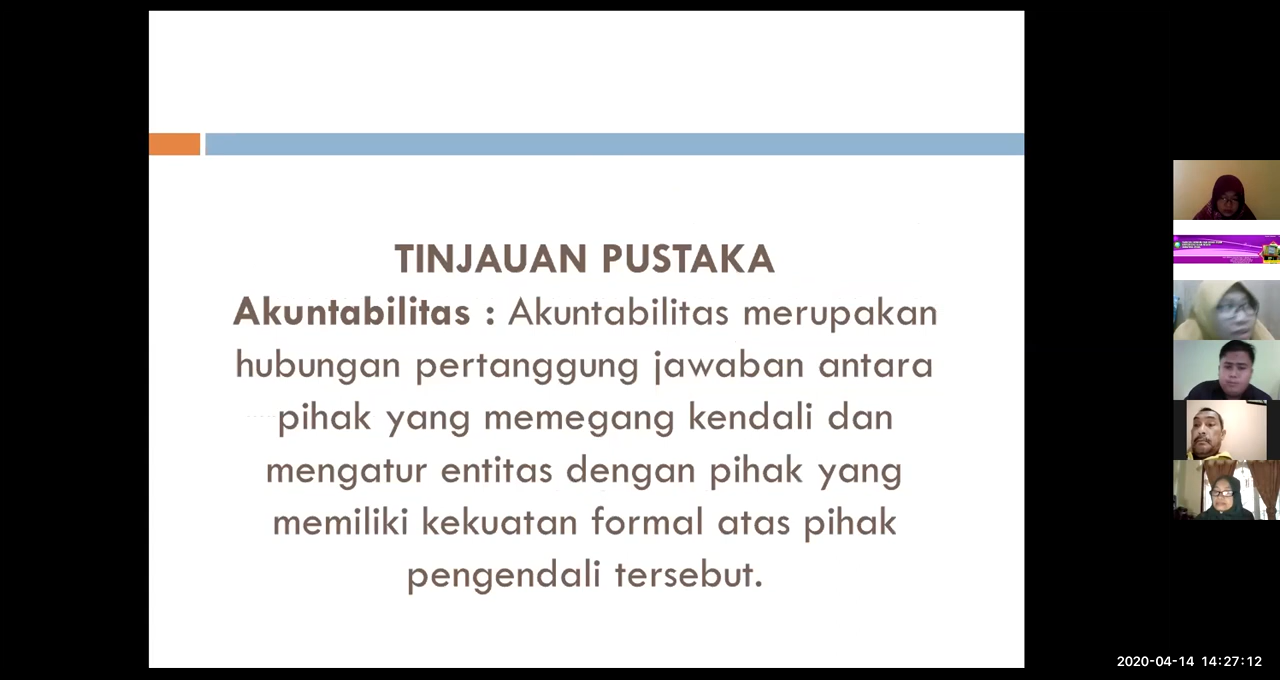 TINJAUAN PUSTAKA
Akuntabilitas : Akuntabilitas merupakan
hubungan pertanggung jawaban antara
pihak yang memegang kendali dan
mengatur entitas dengan pihak yang
memiliki kekuatan formal atas pihak
pengendali tersebut.
2020-04-14 14:27:12